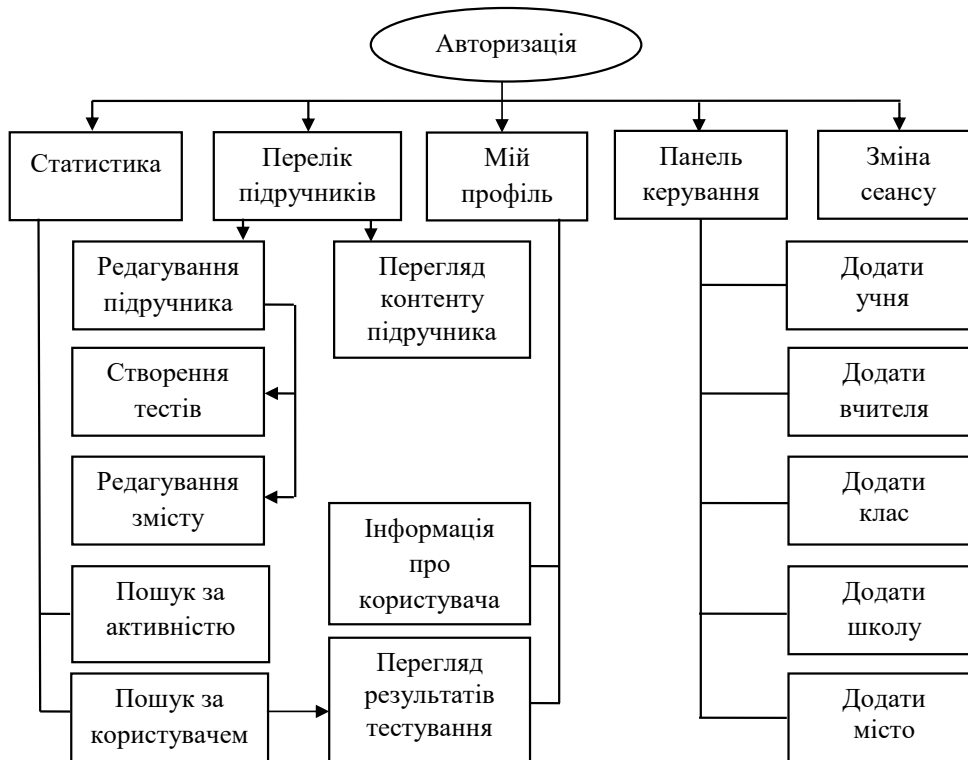 Авторизація
Статистика
Перелік
підручників
Мій
профіль
Панель
керування
Зміна
сеансу
Редагування
підручника
Перегляд
контенту
підручника
Додати
учня
Створення
тестів
Додати
вчителя
Редагування
змісту
Додати
клас
Інформація
про
користувача
Пошук за
активністю
Додати
школу
Перегляд
результатів
тестування
Пошук за
користувачем
Додати
місто